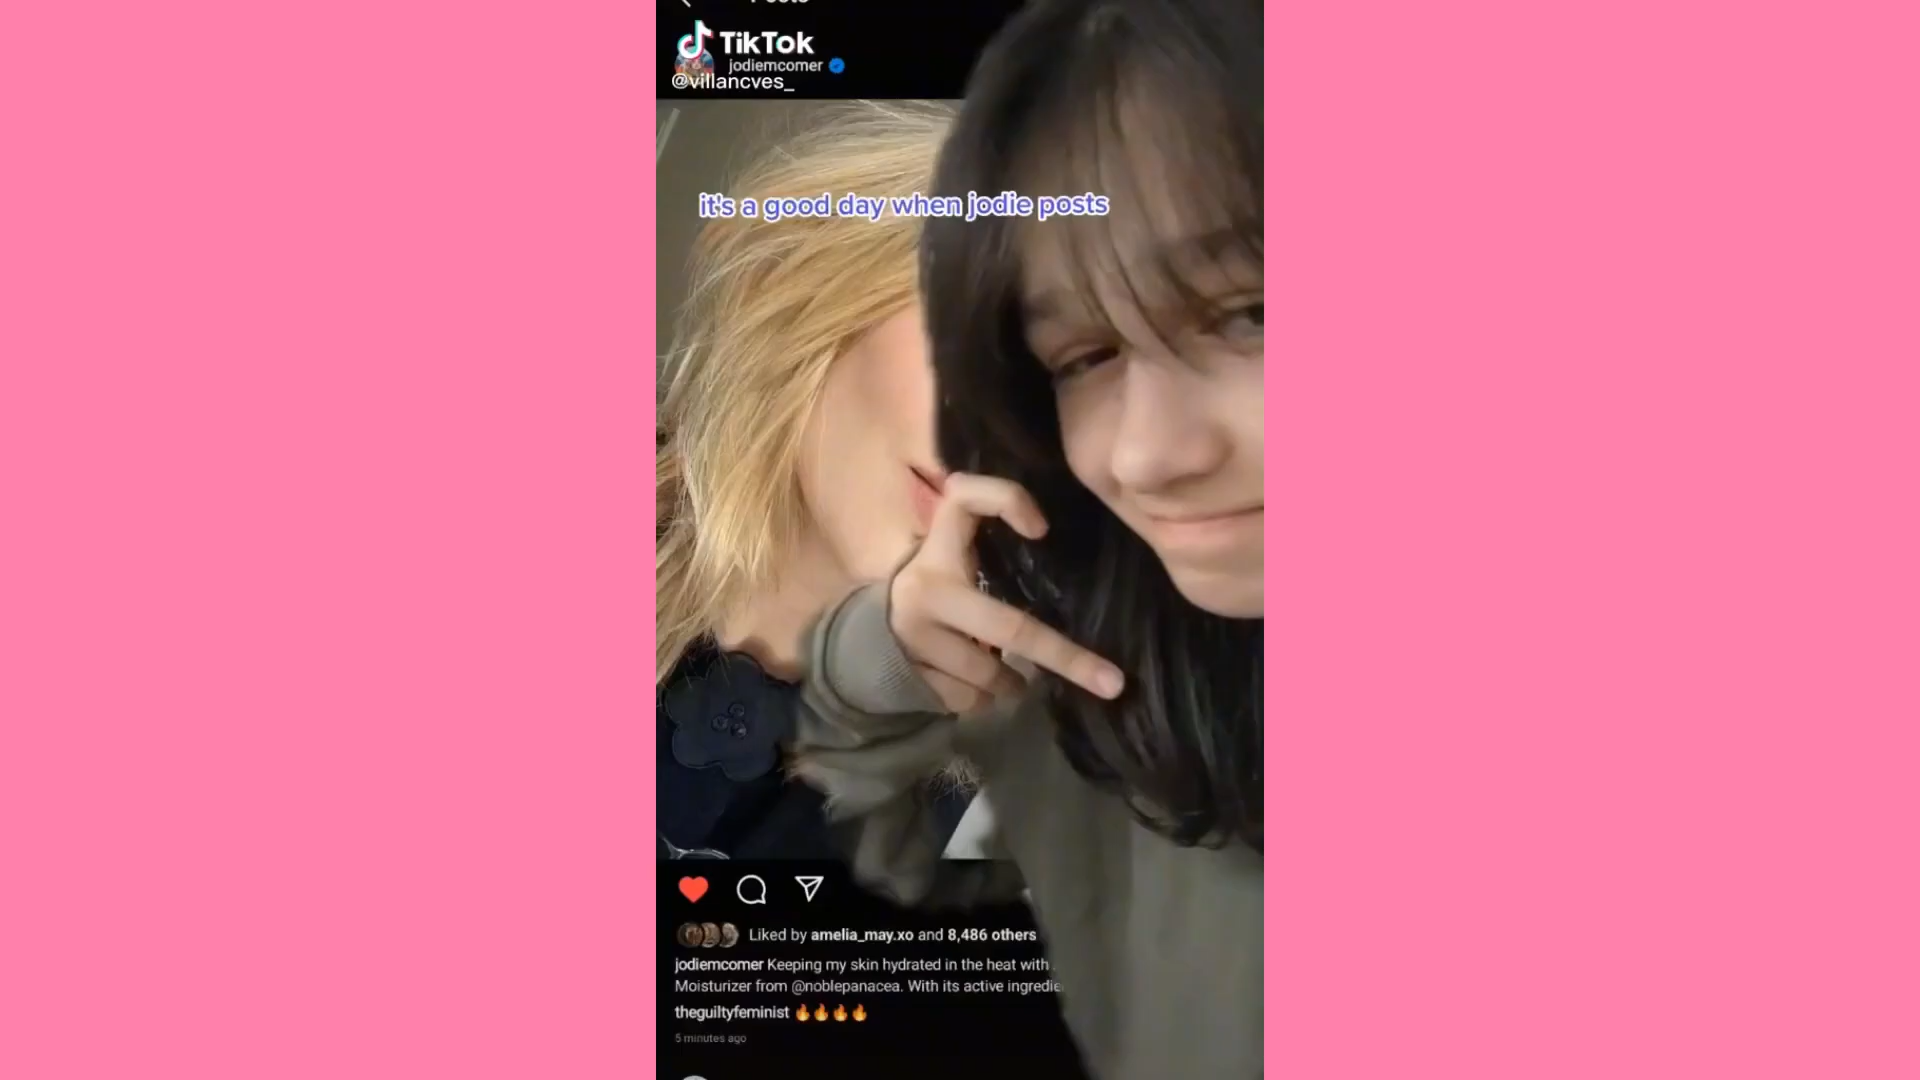 Posts
TikTok
jodiemcomer
@villancves_
it's a good day when jodie posts
Liked by amelia_may.xo and 8,486 others
jodiemcomer Keeping my skin hydrated in the heat with
Moisturizer from @noblepanacea. With its active ingredie
theguiltyfeminist 🔥🔥🔥🔥
5 minutes ago